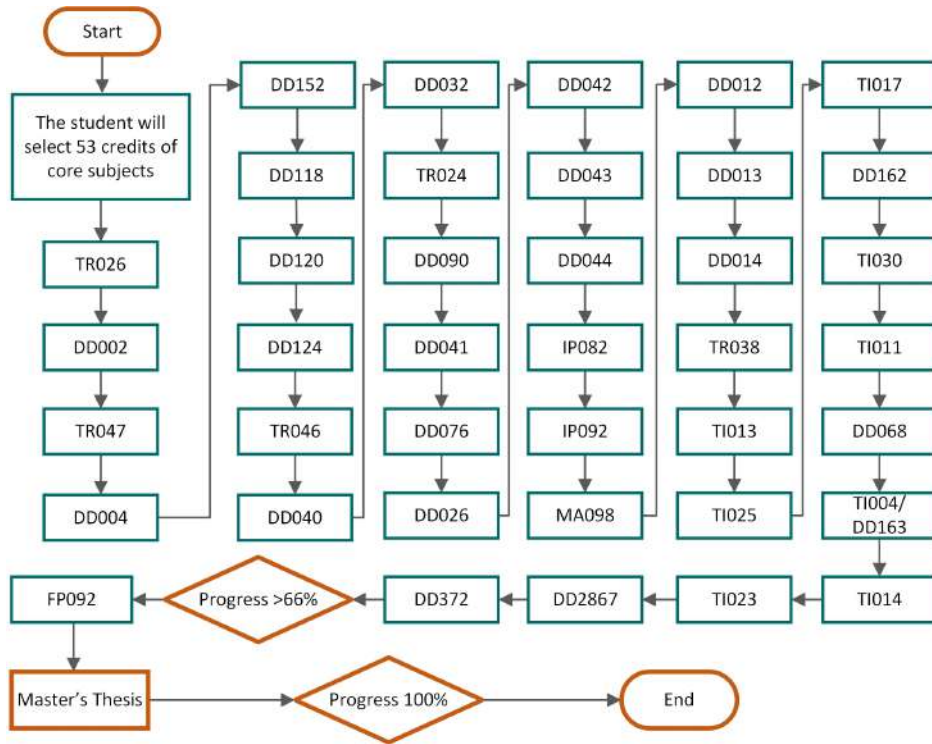 Start
The student will
select 53 credits of
core subjects
TR026
DD002
TR047
DD004
DD152
DD118
DD120
DD124
TR046
DD040
DD032
TR024
DD090
DD041
DD076
DD026
DD042
DD043
DD044
IP082
IP092
MA098
DD012
DD013
DD014
TR038
TI013
TI025
TI017
DD162
TI030
TI011
DD068
TI004/
DD163
TI014
TI023
DD2867
DD372
Progress >66%
FP092
Master's Thesis
Progress 100%
End